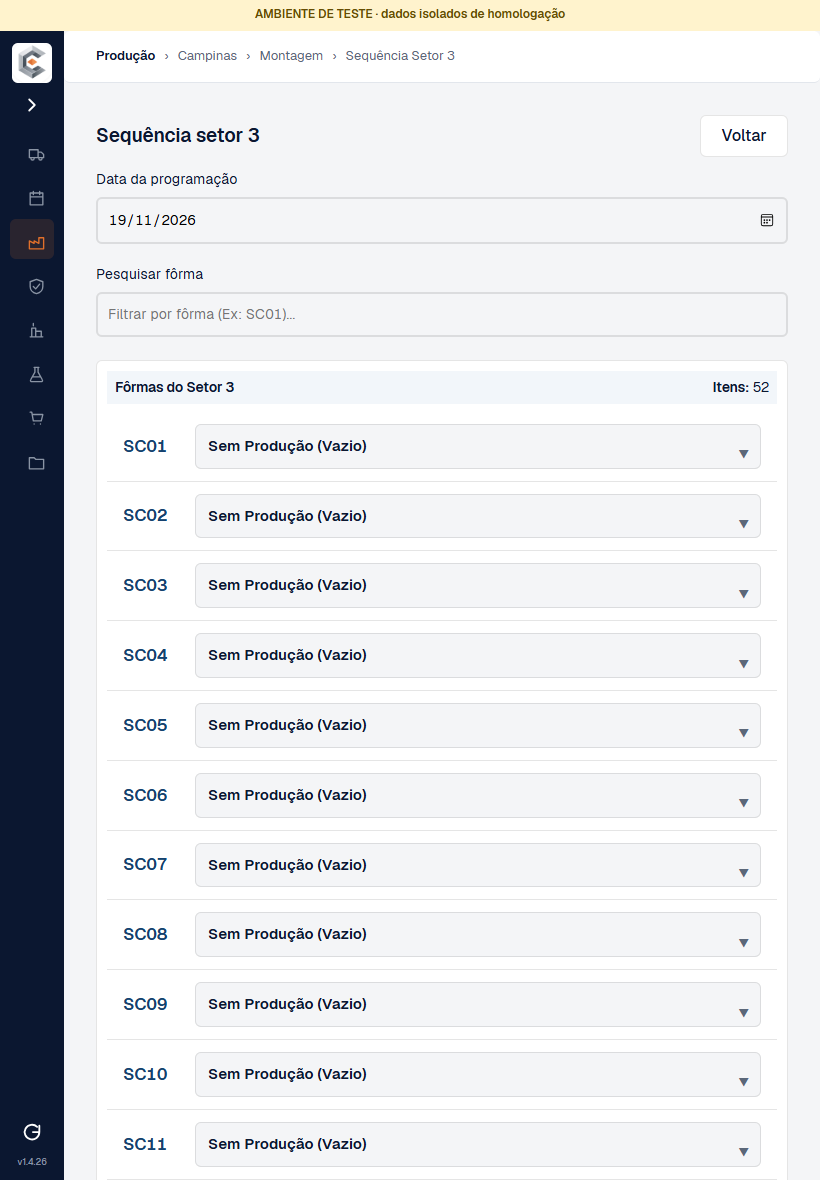 AMBIENTE DE TESTE · dados isolados de homologação
Produção › Campinas › Montagem › Sequência Setor 3
Sequência setor 3
Voltar
Data da programação
19/11/2026
Pesquisar fôrma
Filtrar por fôrma (Ex: SC01)...
Fôrmas do Setor 3
Itens: 52
SC01 Sem Produção (Vazio)
SC02 Sem Produção (Vazio)
SC03 Sem Produção (Vazio)
SC04 Sem Produção (Vazio)
SC05 Sem Produção (Vazio)
SC06 Sem Produção (Vazio)
SC07 Sem Produção (Vazio)
SC08 Sem Produção (Vazio)
SC09 Sem Produção (Vazio)
SC10 Sem Produção (Vazio)
SC11 Sem Produção (Vazio)
v1.4.26